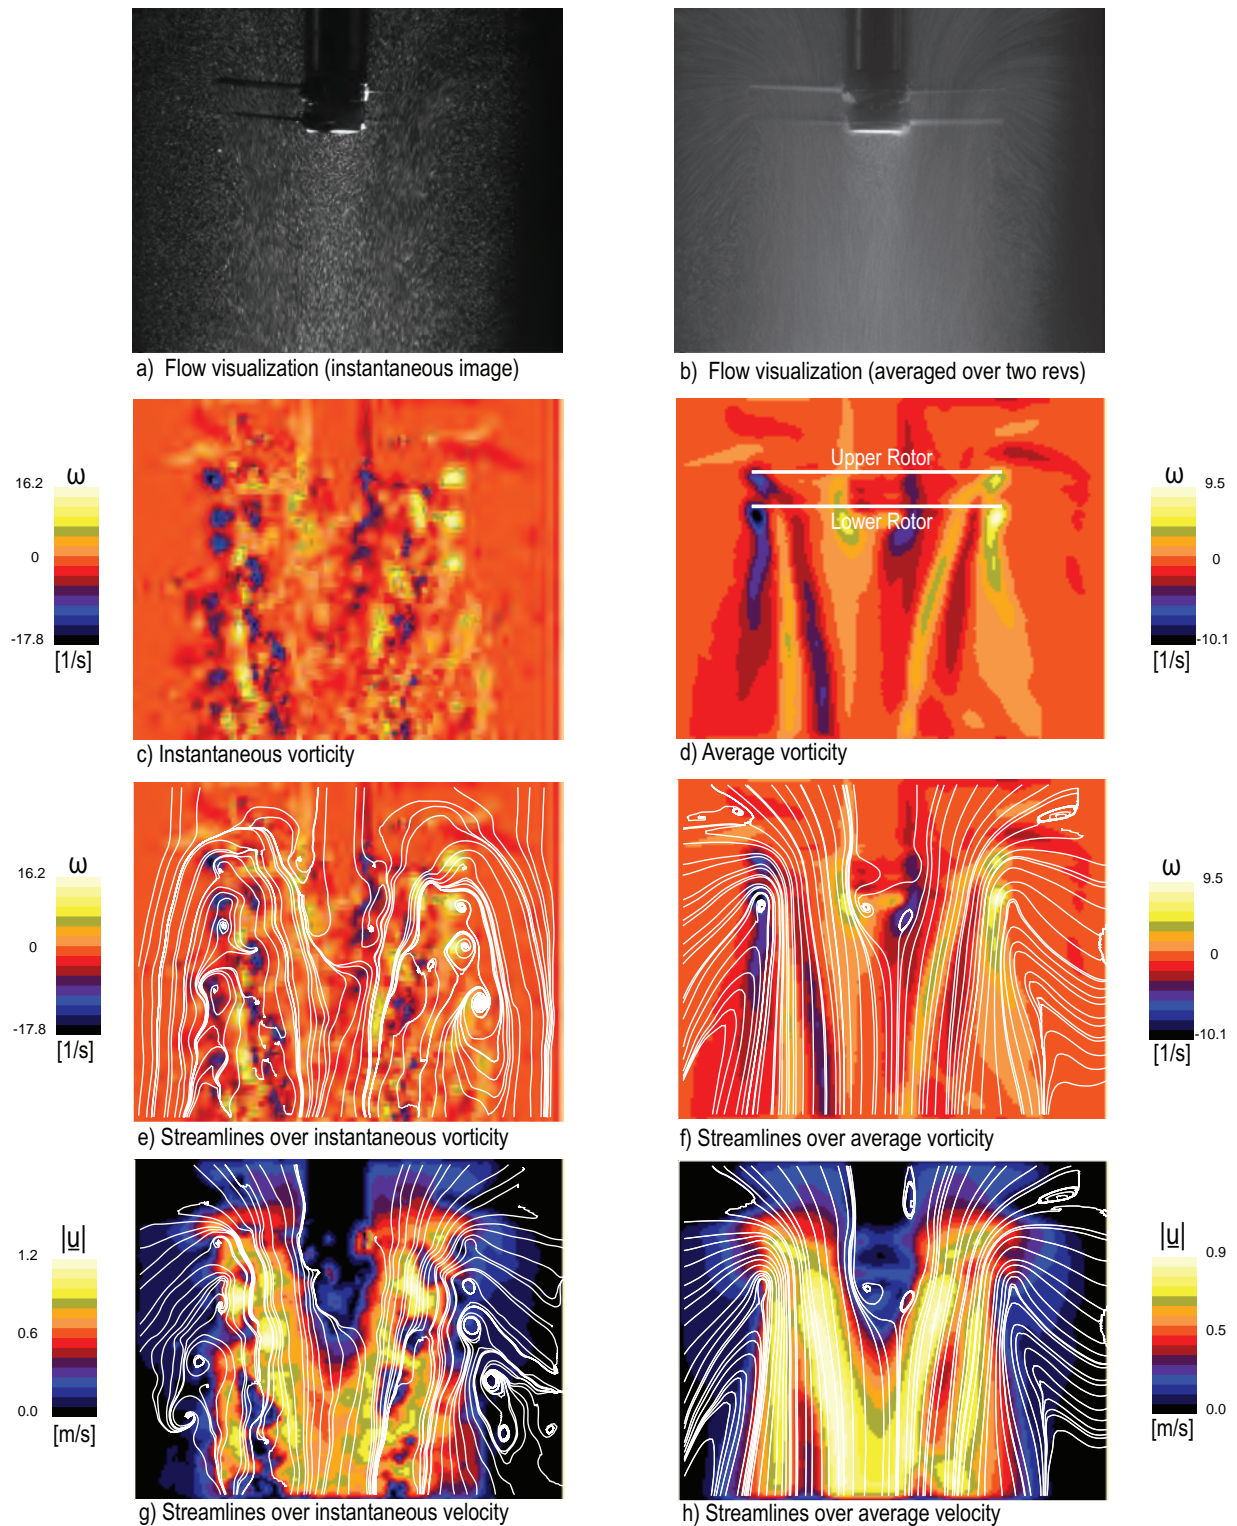 a) Flow visualization (instantaneous image)
b) Flow visualization (averaged over two revs)
ω
16.2
0
-17.8
[1/s]
Upper Rotor
Lower Rotor
ω
9.5
0
-10.1
[1/s]
c) Instantaneous vorticity
d) Average vorticity
ω
16.2
0
-17.8
[1/s]
ω
9.5
0
-10.1
[1/s]
e) Streamlines over instantaneous vorticity
f) Streamlines over average vorticity
|u|
1.2
0.6
0.0
[m/s]
|u|
0.9
0.5
0.0
[m/s]
g) Streamlines over instantaneous velocity
h) Streamlines over average velocity